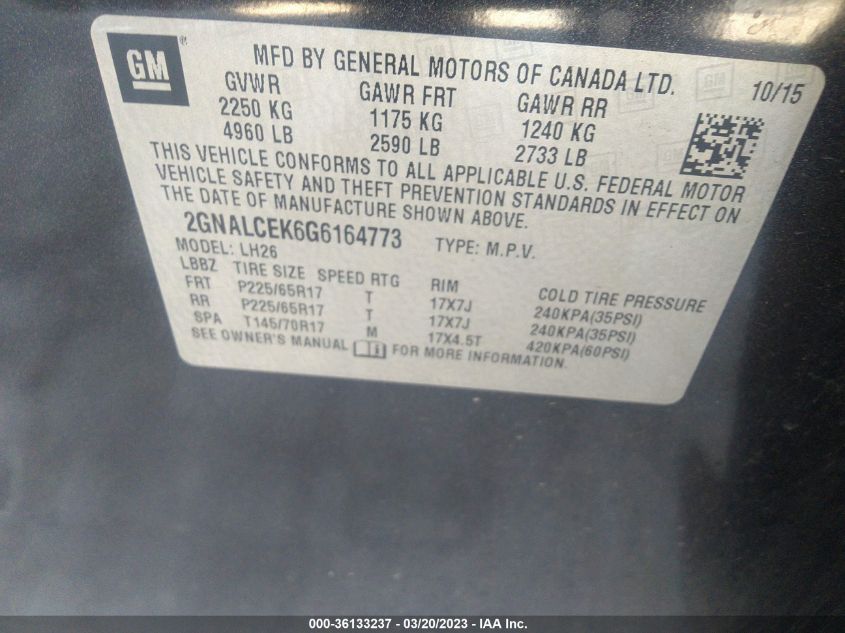 GM®
MFD BY GENERAL MOTORS OF CANADA LTD.
10/15
GVWR GAWR FRT GAWR RR
2250 KG 1175 KG 1240 KG
4960 LB 2590 LB 2733 LB
THIS VEHICLE CONFORMS TO ALL APPLICABLE U.S. FEDERAL MOTOR
VEHICLE SAFETY AND THEFT PREVENTION STANDARDS IN EFFECT ON
THE DATE OF MANUFACTURE SHOWN ABOVE.
2GNALCEK6G6164773 TYPE: M.P.V.
MODEL: LH26
LBBZ TIRE SIZE SPEED RTG RIM COLD TIRE PRESSURE
FRT P225/65R17 T 17X7J 240KPA(35PSI)
RR P225/65R17 T 17X7J 240KPA(35PSI)
SPA T145/70R17 M 17X4.5T 420KPA(60PSI)
SEE OWNER'S MANUAL FOR MORE INFORMATION.
000-36133237 - 03/20/2023 - IAA Inc.